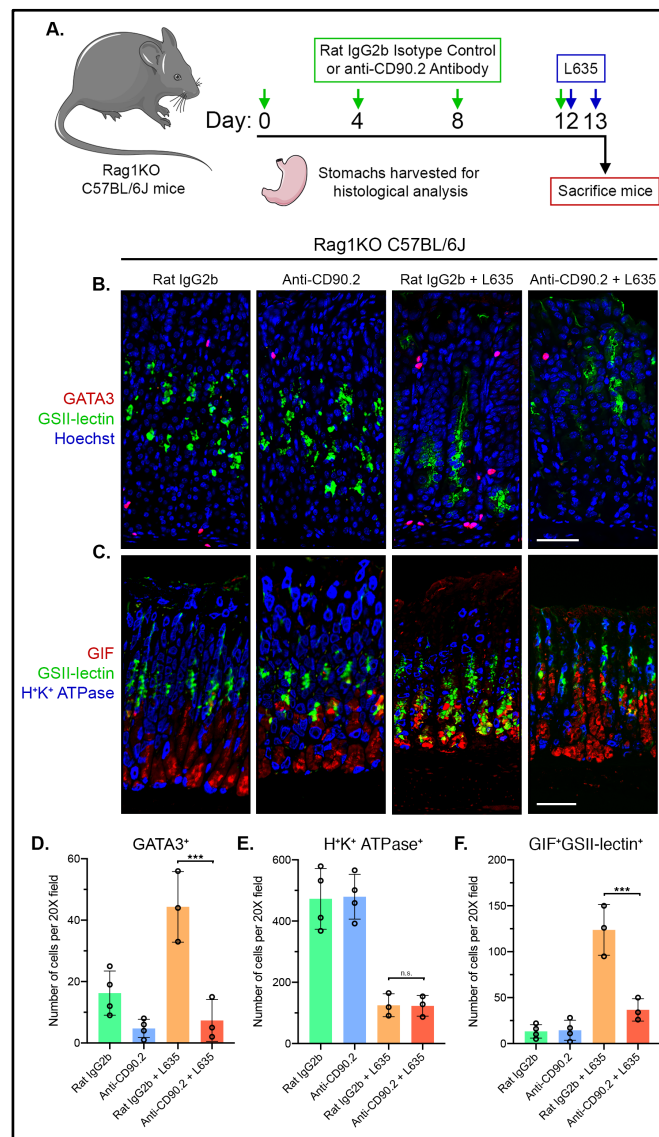 A.
Rat IgG2b Isotype Control
or anti-CD90.2 Antibody
L635
Day: 0 4 8 12 12 13
Rag1KO
C57BL/6J mice
Stomachs harvested for
histological analysis
Sacrifice mice
Rag1KO C57BL/6J
B.
Rat IgG2b Anti-CD90.2 Rat IgG2b + L635 Anti-CD90.2 + L635
GATA3
GSII-lectin
Hoechst
C.
GIF
GSII-lectin
H⁺K⁺ ATPase
D. GATA3⁺
Number of cells per 20X field
60
40
20
0
***
Rat IgG2b
Anti-CD90.2
Rat IgG2b + L635
Anti-CD90.2 + L635
E. H⁺K⁺ ATPase⁺
Number of cells per 20X field
600
400
200
0
n.s.
Rat IgG2b
Anti-CD90.2
Rat IgG2b + L635
Anti-CD90.2 + L635
F. GIF⁺GSII-lectin⁺
Number of cells per 20X field
200
150
100
50
25
0
***
Rat IgG2b
Anti-CD90.2
Rat IgG2b + L635
Anti-CD90.2 + L635